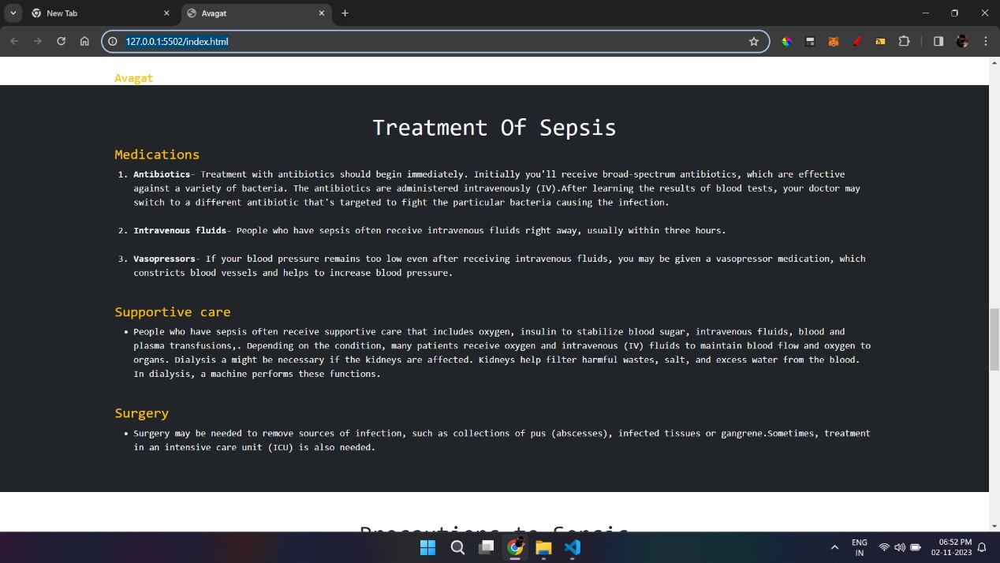 New Tab
Avagat
127.0.0.1:5502/index.html
Avagat
Treatment Of Sepsis
Medications
1. Antibiotics- Treatment with antibiotics should begin immediately. Initially you'll receive broad-spectrum antibiotics, which are effective
against a variety of bacteria. The antibiotics are administered intravenously (IV).After learning the results of blood tests, your doctor may
switch to a different antibiotic that's targeted to fight the particular bacteria causing the infection.
2. Intravenous fluids- People who have sepsis often receive intravenous fluids right away, usually within three hours.
3. Vasopressors- If your blood pressure remains too low even after receiving intravenous fluids, you may be given a vasopressor medication, which
constricts blood vessels and helps to increase blood pressure.
Supportive care
• People who have sepsis often receive supportive care that includes oxygen, insulin to stabilize blood sugar, intravenous fluids, blood and
plasma transfusions,. Depending on the condition, many patients receive oxygen and intravenous (IV) fluids to maintain blood flow and oxygen to
organs. Dialysis a might be necessary if the kidneys are affected. Kidneys help filter harmful wastes, salt, and excess water from the blood.
In dialysis, a machine performs these functions.
Surgery
• Surgery may be needed to remove sources of infection, such as collections of pus (abscesses), infected tissues or gangrene.Sometimes, treatment
in an intensive care unit (ICU) is also needed.
Precautions to Sepsis
ENG
IN
06:52 PM
02-11-2023